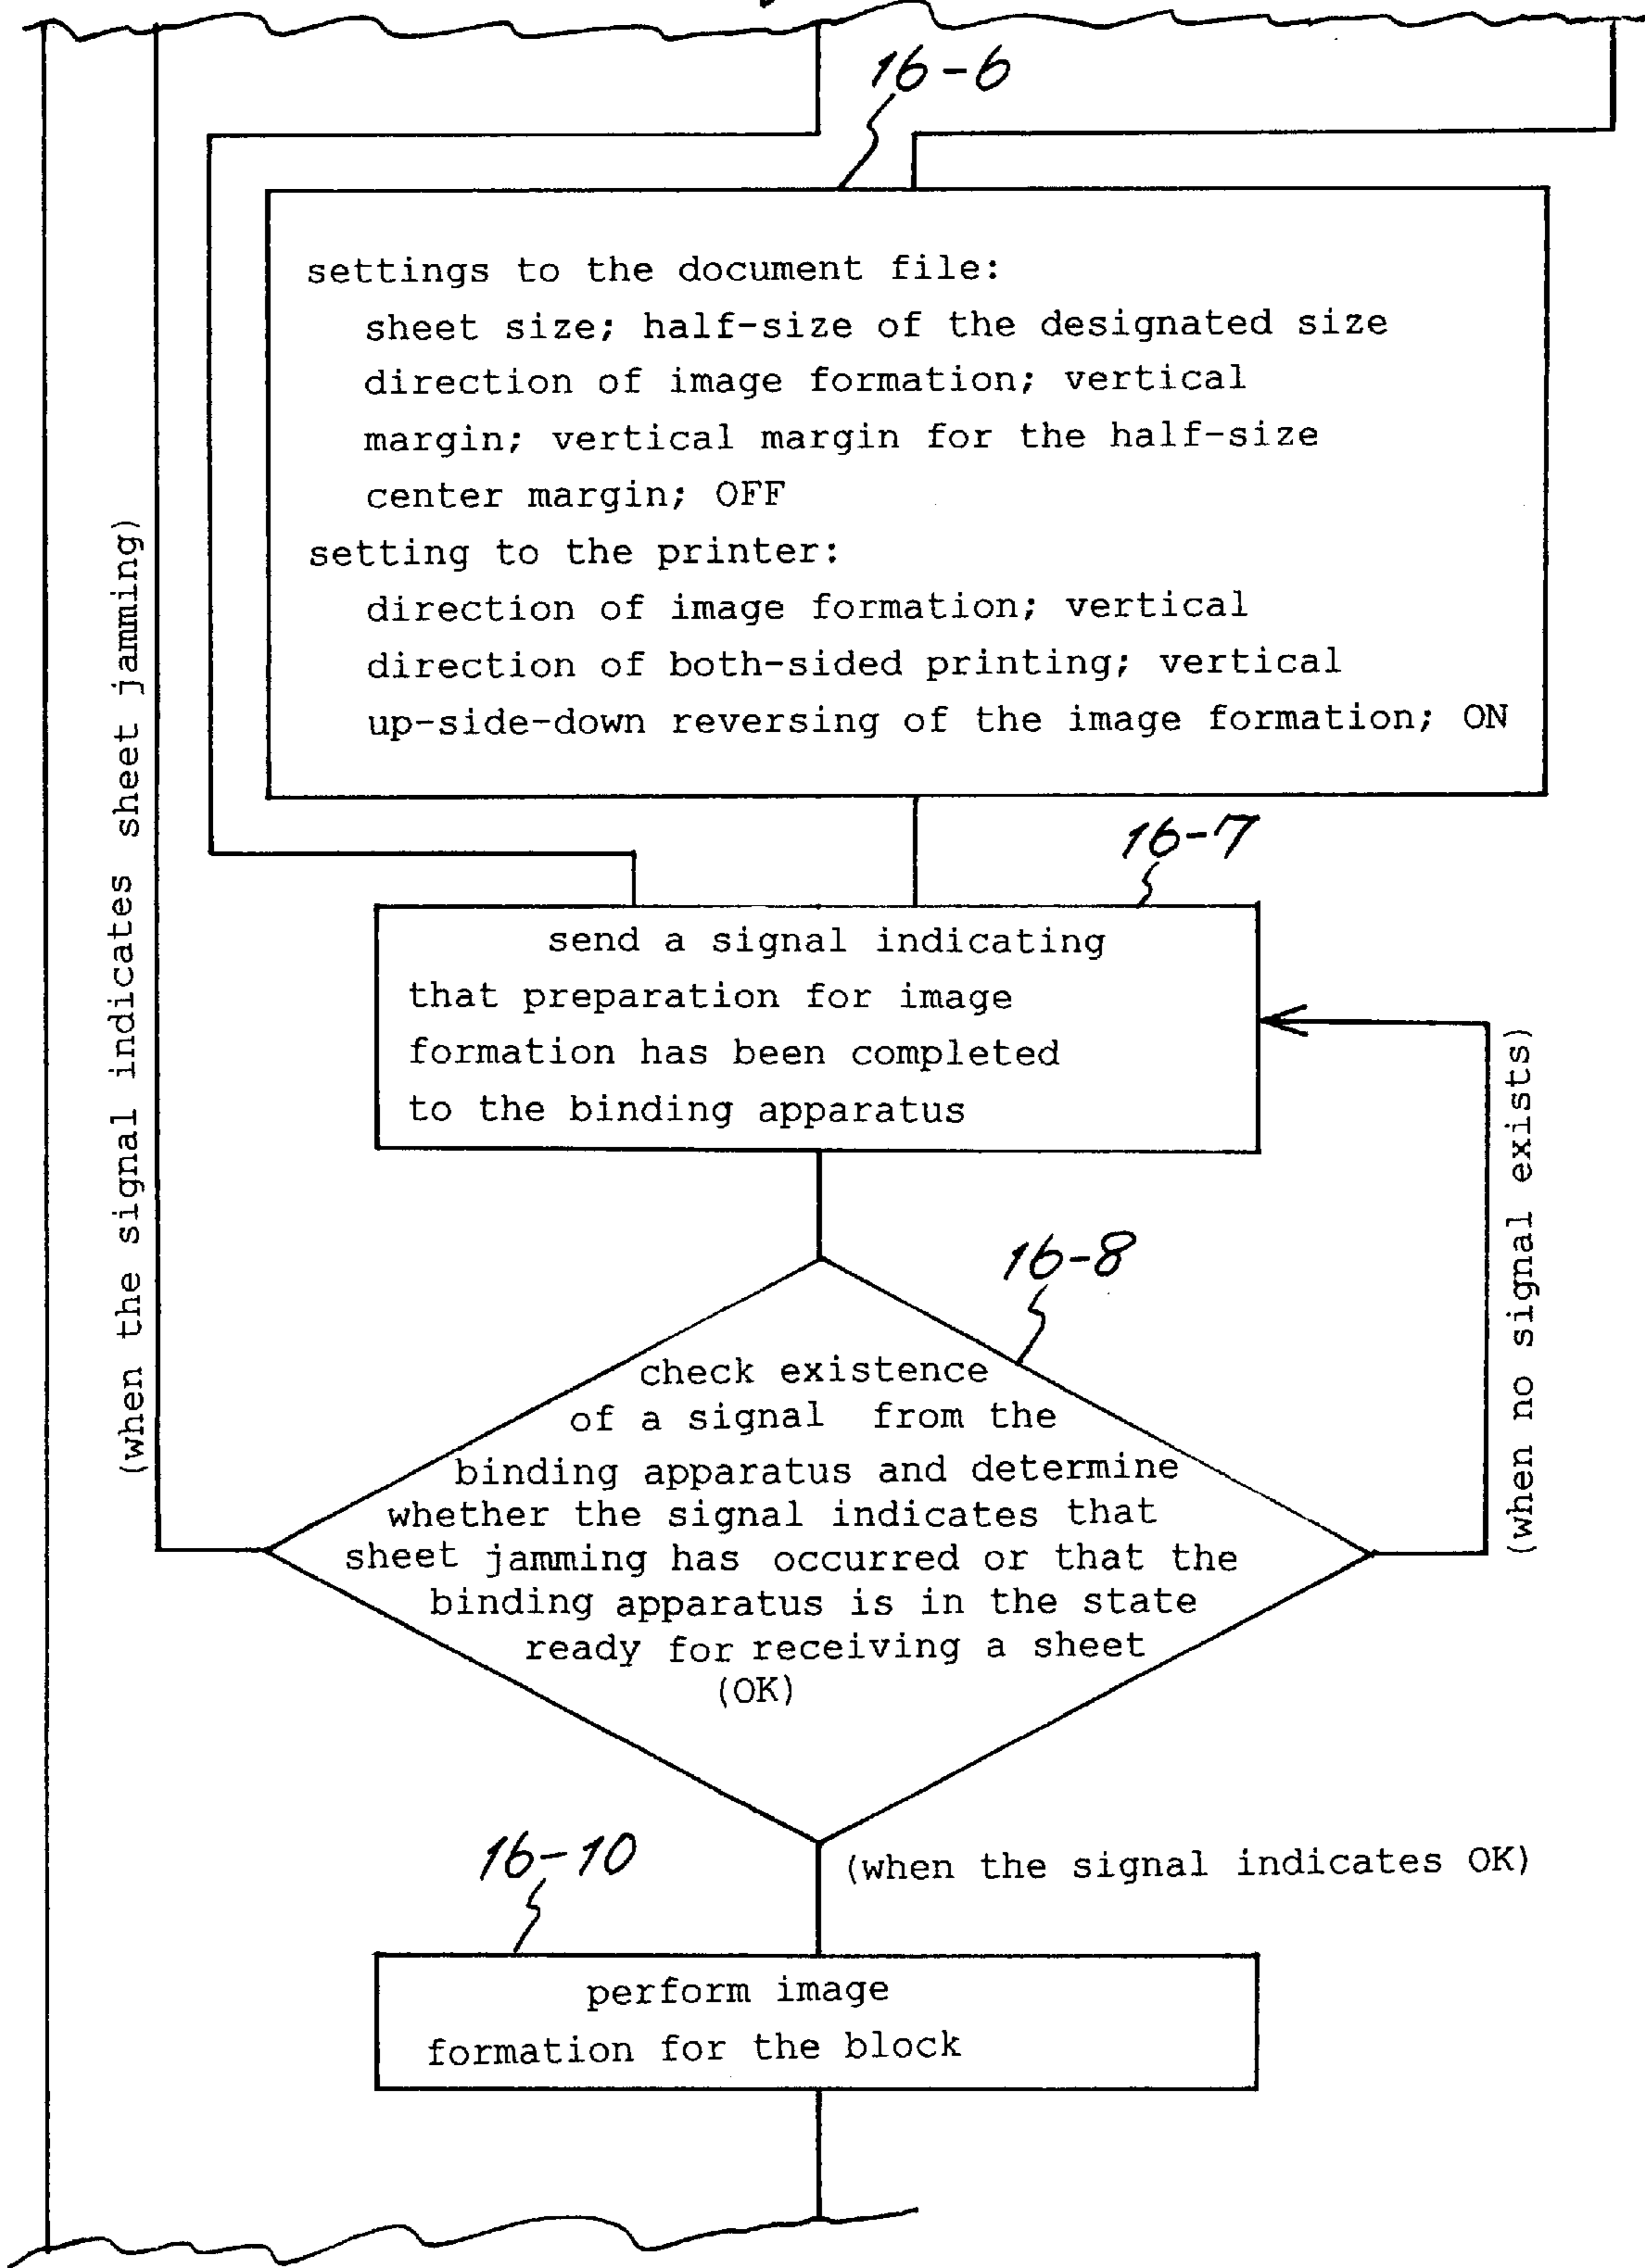 16-6
settings to the document file:
sheet size; half-size of the designated size
direction of image formation; vertical
margin; vertical margin for the half-size
center margin; OFF
setting to the printer:
direction of image formation; vertical
direction of both-sided printing; vertical
up-side-down reversing of the image formation; ON
(when the signal indicates sheet jamming)
16-7
send a signal indicating
that preparation for image
formation has been completed
to the binding apparatus
(when no signal exists)
16-8
check existence
of a signal from the
binding apparatus and determine
whether the signal indicates that
sheet jamming has occurred or that the
binding apparatus is in the state
ready for receiving a sheet
(OK)
(when the signal indicates OK)
16-10
perform image
formation for the block